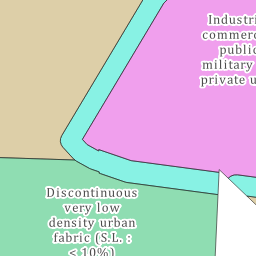 Industri
commerc
public
military
private u
Discontinuous
very low
density urban
fabric (S.L. :
< 10%)